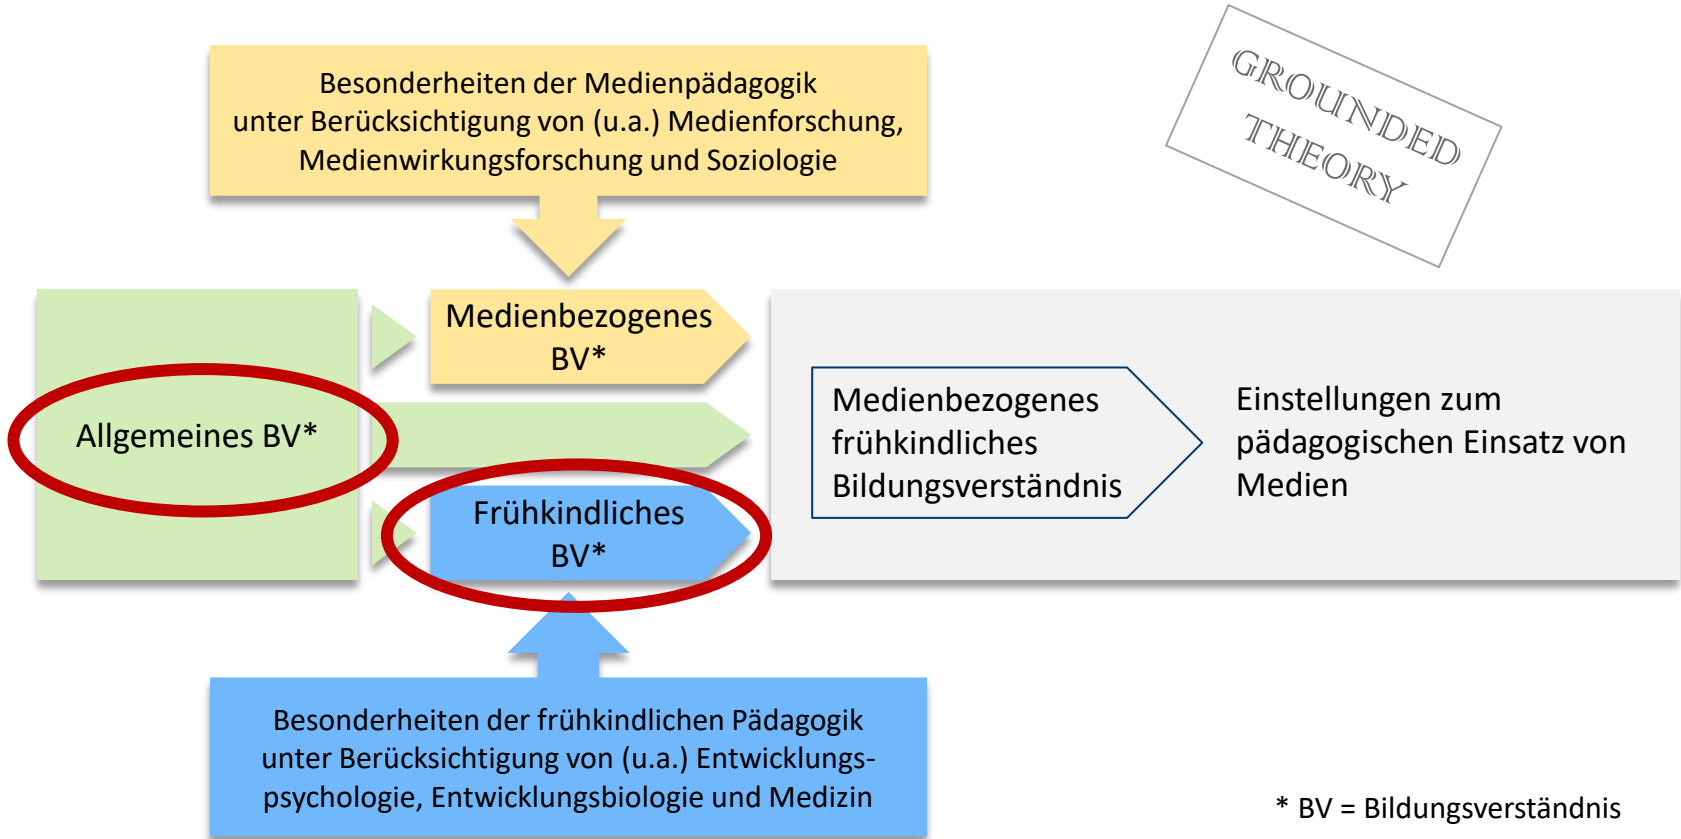 Besonderheiten der Medienpädagogik
unter Berücksichtigung von (u.a.) Medienforschung,
Medienwirkungsforschung und Soziologie
GROUNDED
THEORY
Medienbezogenes
BV*
Allgemeines BV*
Frühkindliches
BV*
Medienbezogenes
frühkindliches
Bildungsverständnis
Einstellungen zum
pädagogischen Einsatz von
Medien
Besonderheiten der frühkindlichen Pädagogik
unter Berücksichtigung von (u.a.) Entwicklungs-
psychologie, Entwicklungsbiologie und Medizin
* BV = Bildungsverständnis